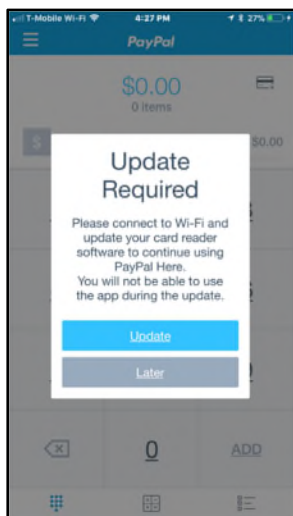 T-Mobile Wi-Fi 4:27 PM 27%
PayPal
$0.00
0 items
$ $0.00
Update
Required
Please connect to Wi-Fi and
update your card reader
software to continue using
PayPal Here.
You will not be able to use
the app during the update.
Update
Later
0 ADD